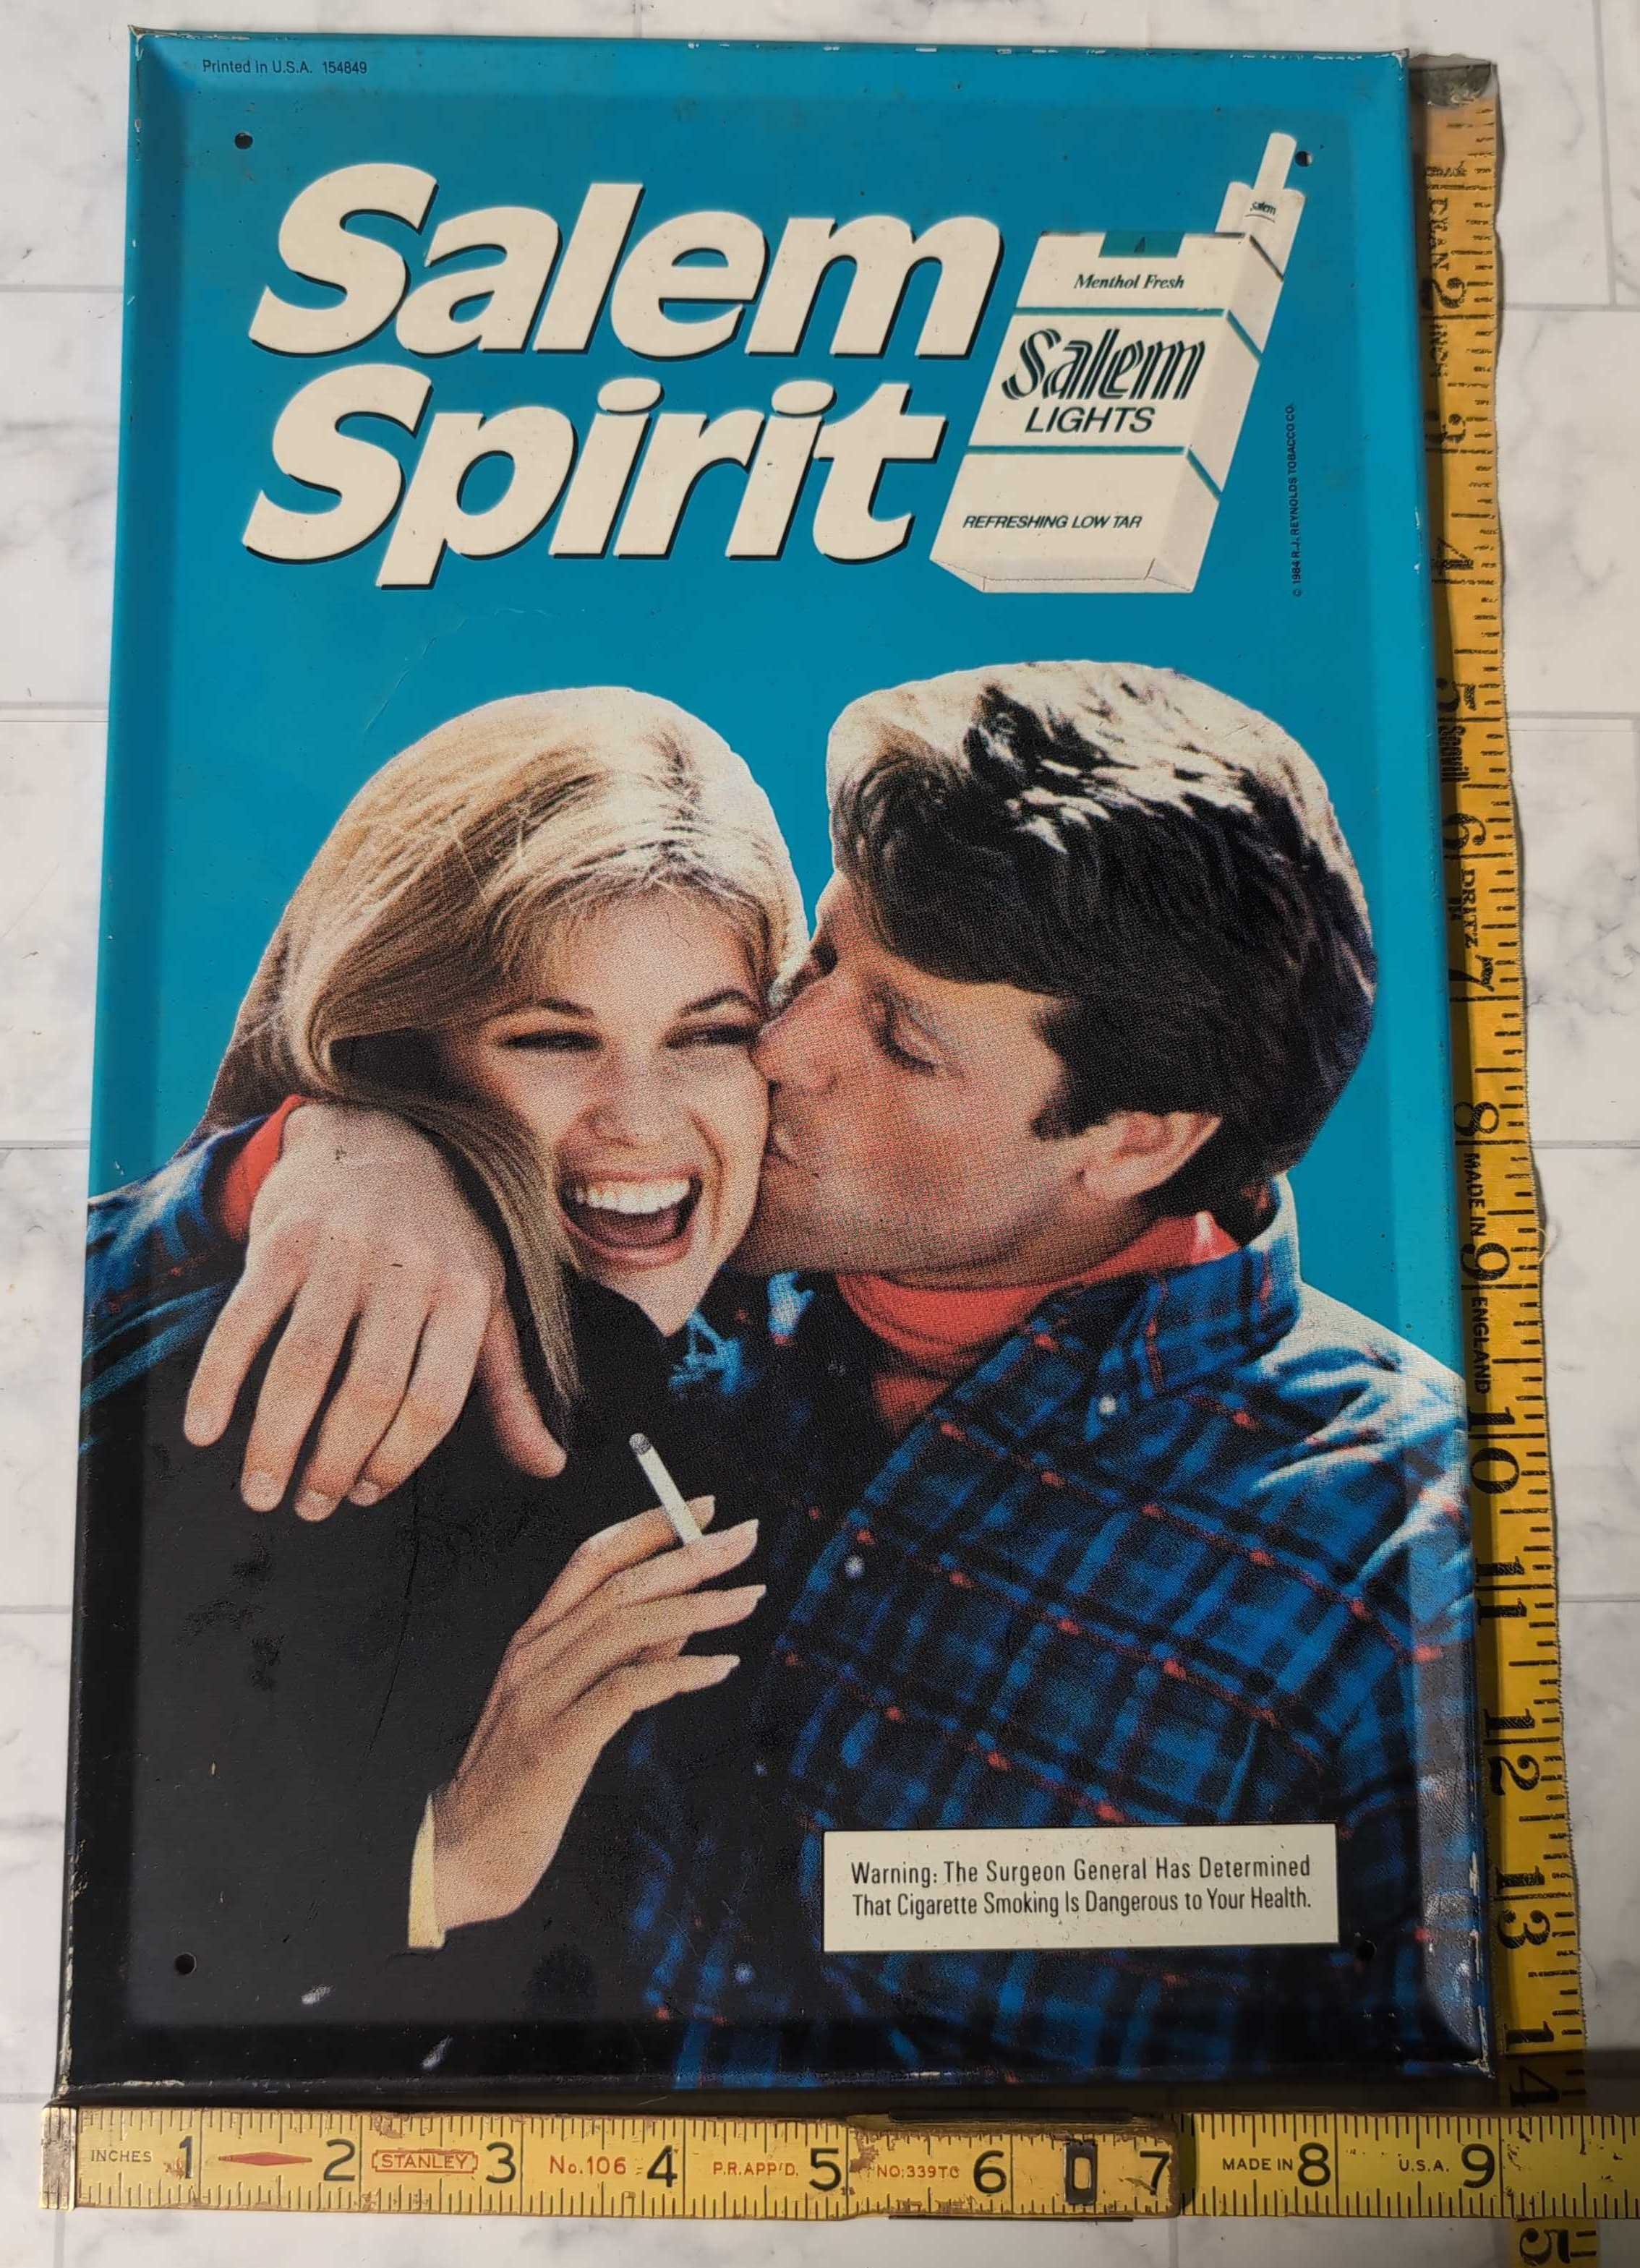 Printed in U.S.A. 154849
Salem
Spirit
salem
Menthol Fresh
Salem
LIGHTS
REFRESHING LOW TAR
© 1984 R.J. REYNOLDS TOBACCO CO.
Warning: The Surgeon General Has Determined
That Cigarette Smoking Is Dangerous to Your Health.
2 INCH 3 4 5 Scovill 6 DRITZ 7 8 MADE IN 9 ENGLAND 10 11 12 13 14 15
INCHES 1 2 STANLEY 3 No. 106 4 P.R.APP'D. 5 NO:339TC 6 7 MADE IN 8 U.S.A. 9